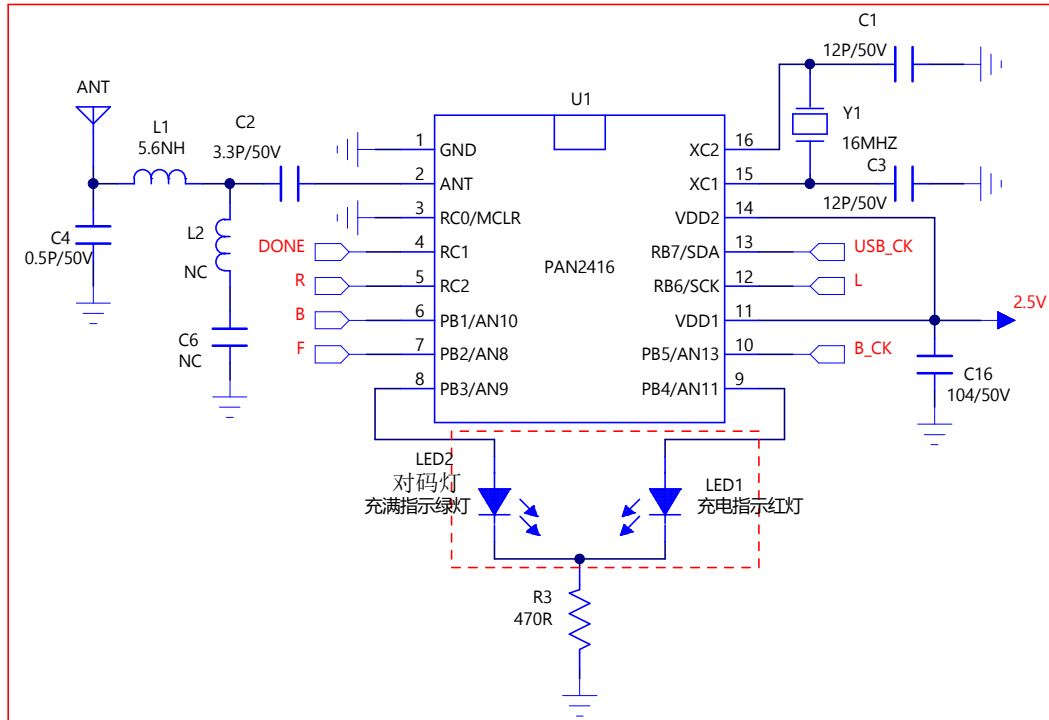 ANT
L1
5.6NH
C2
3.3P/50V
C4
0.5P/50V
L2
NC
C6
NC
DONE
R
B
F
U1
PAN2416
1 GND
2 ANT
3 RC0/MCLR
4 RC1
5 RC2
6 PB1/AN10
7 PB2/AN8
8 PB3/AN9
XC2 16
XC1 15
VDD2 14
RB7/SDA 13
RB6/SCK 12
VDD1 11
PB5/AN13 10
PB4/AN11 9
C1
12P/50V
Y1
16MHZ
C3
12P/50V
USB_CK
L
2.5V
B_CK
C16
104/50V
LED2
对码灯
充满指示绿灯
LED1
充电指示红灯
R3
470R